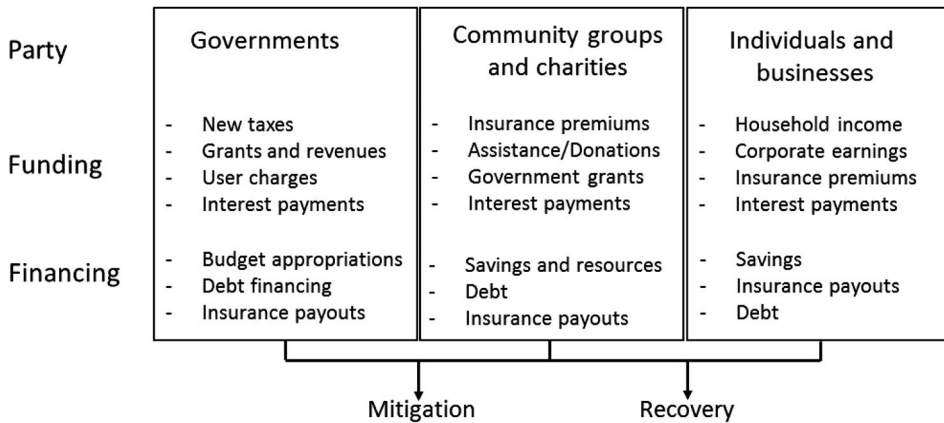 Party
Governments
Community groups
and charities
Individuals and
businesses
Funding
- New taxes
- Grants and revenues
- User charges
- Interest payments
- Insurance premiums
- Assistance/Donations
- Government grants
- Interest payments
- Household income
- Corporate earnings
- Insurance premiums
- Interest payments
Financing
- Budget appropriations
- Debt financing
- Insurance payouts
- Savings and resources
- Debt
- Insurance payouts
- Savings
- Insurance payouts
- Debt
Mitigation
Recovery